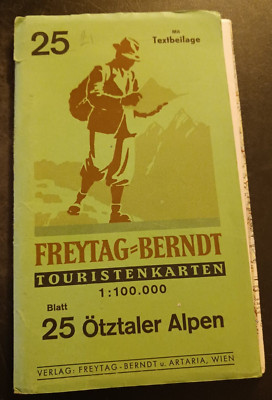 25
Mit
Textbeilage
FREYTAG=BERNDT
TOURISTENKARTEN
1:100.000
Blatt
25 Ötztaler Alpen
VERLAG: FREYTAG-BERNDT u. ARTARIA, WIEN